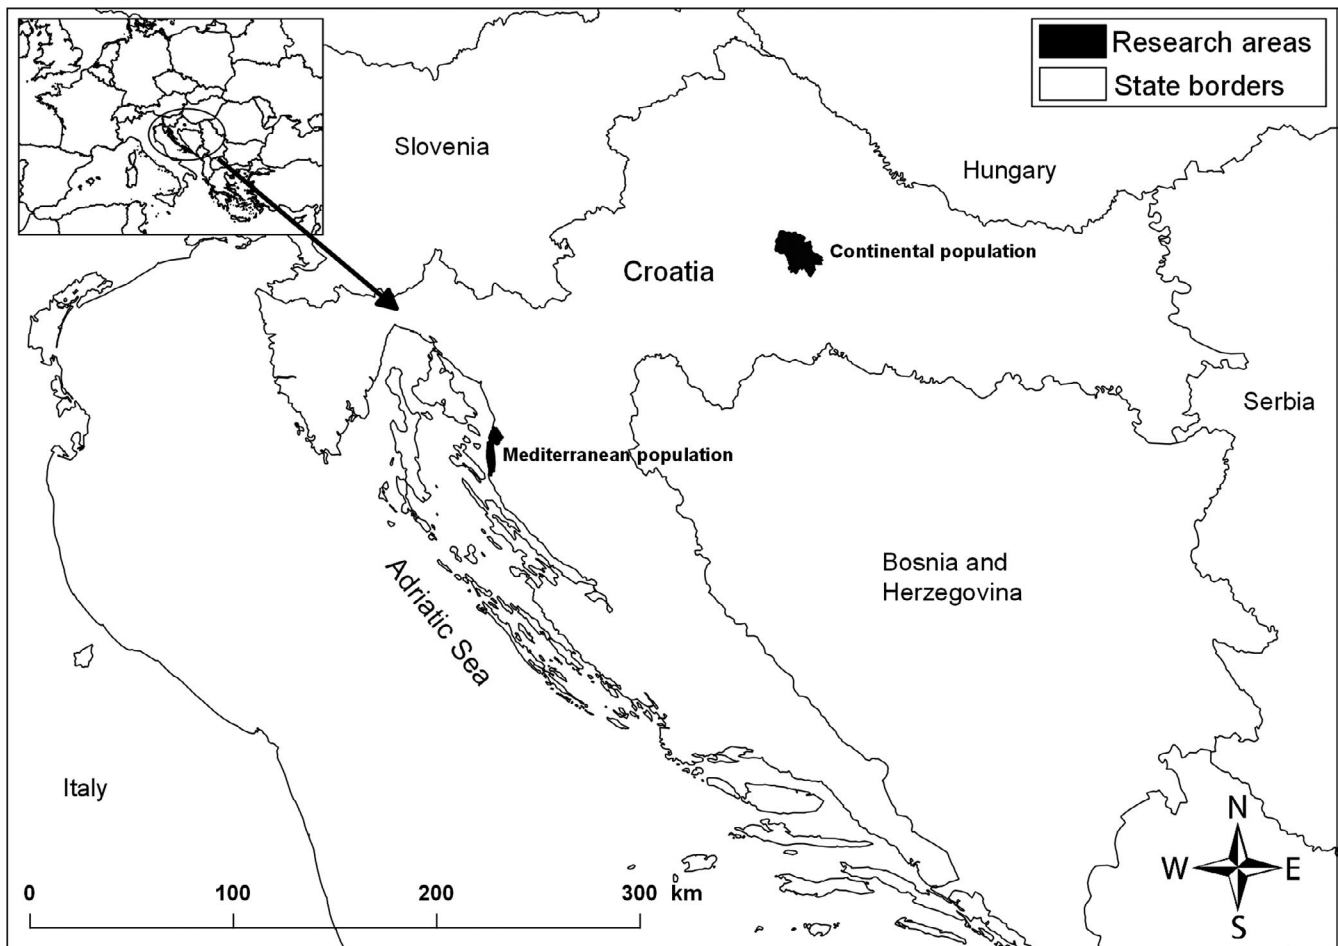 Research areas
State borders
Slovenia
Hungary
Croatia
Continental population
Serbia
Mediterranean population
Bosnia and
Herzegovina
Adriatic Sea
Italy
N
W E
S
0 100 200 300 km